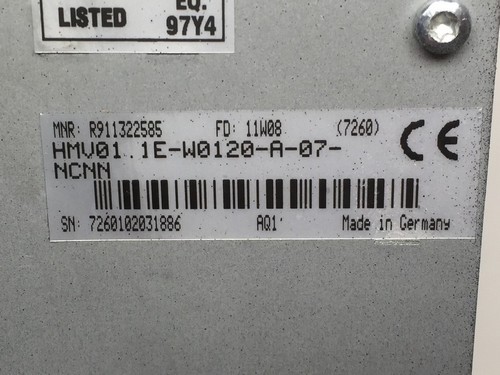 EQ.
LISTED 97Y4
MNR: R911322585 FD: 11W08 (7260)
HMV01.1E-W0120-A-07-
NCNN
CE
SN: 7260102031886 AQ1 Made in Germany